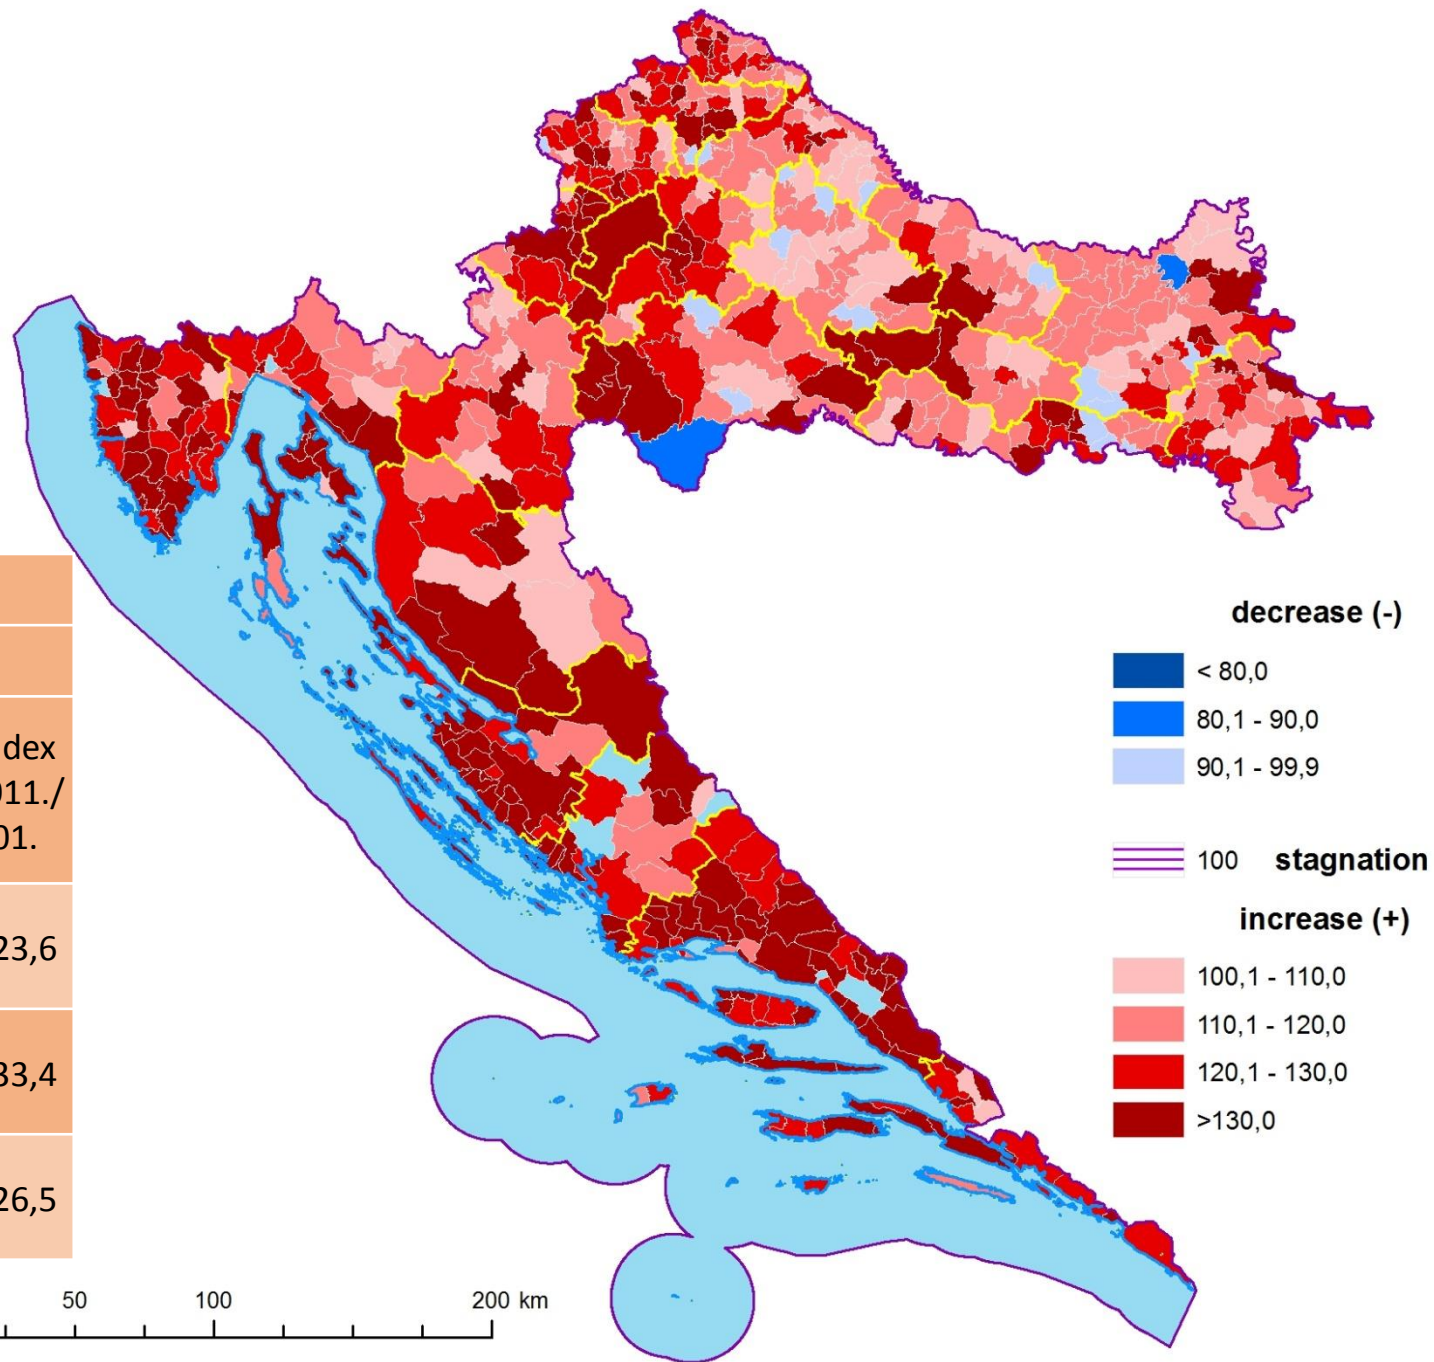 dex
011./
01.
23,6
33,4
26,5
50 100 200 km
decrease (-)
< 80,0
80,1 - 90,0
90,1 - 99,9
100 stagnation
increase (+)
100,1 - 110,0
110,1 - 120,0
120,1 - 130,0
>130,0